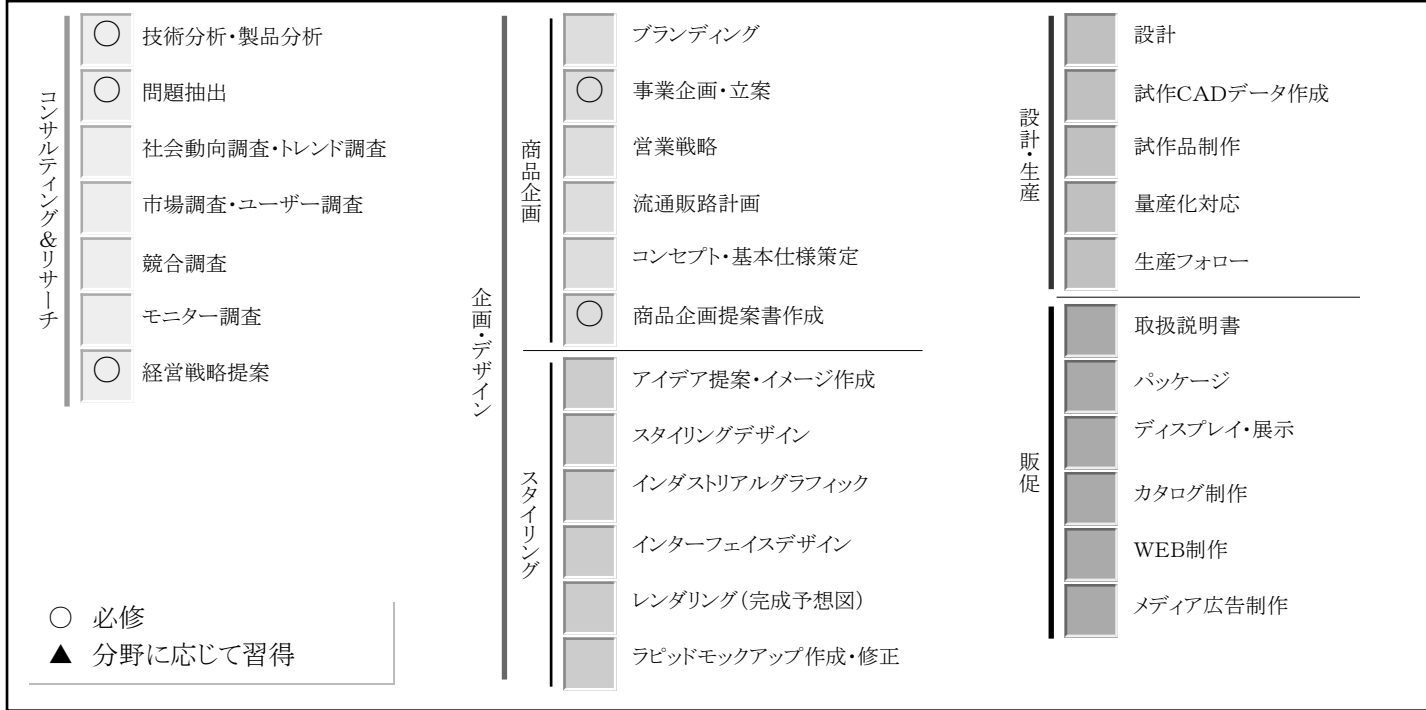 コンサルティング&リサーチ
○ 技術分析・製品分析
○ 問題抽出
社会動向調査・トレンド調査
市場調査・ユーザー調査
競合調査
モニター調査
○ 経営戦略提案
○ 必修
▲ 分野に応じて習得
企画・デザイン
商品企画
ブランディング
○ 事業企画・立案
営業戦略
流通販路計画
コンセプト・基本仕様策定
○ 商品企画提案書作成
スタイリング
アイデア提案・イメージ作成
スタイリングデザイン
インダストリアルグラフィック
インターフェイスデザイン
レンダリング(完成予想図)
ラピッドモックアップ作成・修正
設計・生産
設計
試作CADデータ作成
試作品制作
量産化対応
生産フォロー
販促
取扱説明書
パッケージ
ディスプレイ・展示
カタログ制作
WEB制作
メディア広告制作